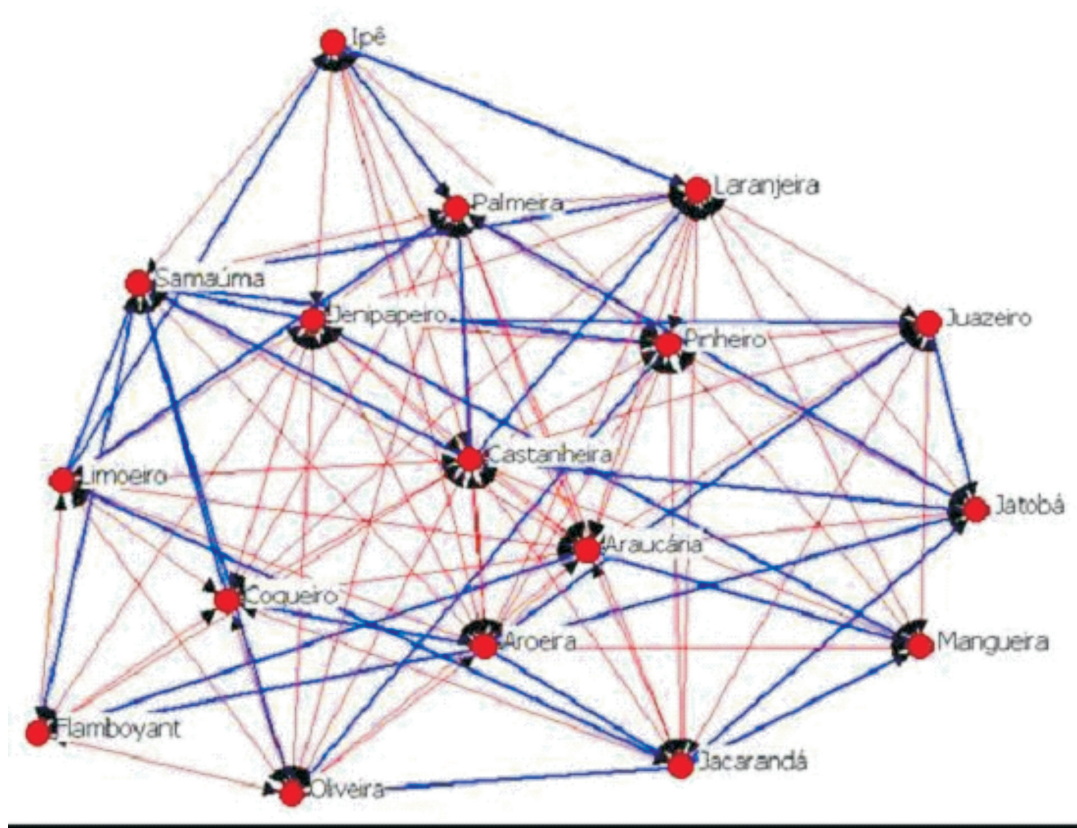 Ipê
Laranjeira
Palmeira
Samaúma
Jenipapeiro
Juazeiro
Pinheiro
Castanheira
Limoeiro
Jatobá
Araucária
Coqueiro
Aroeira
Mangueira
Flamboyant
Jacarandá
Oliveira